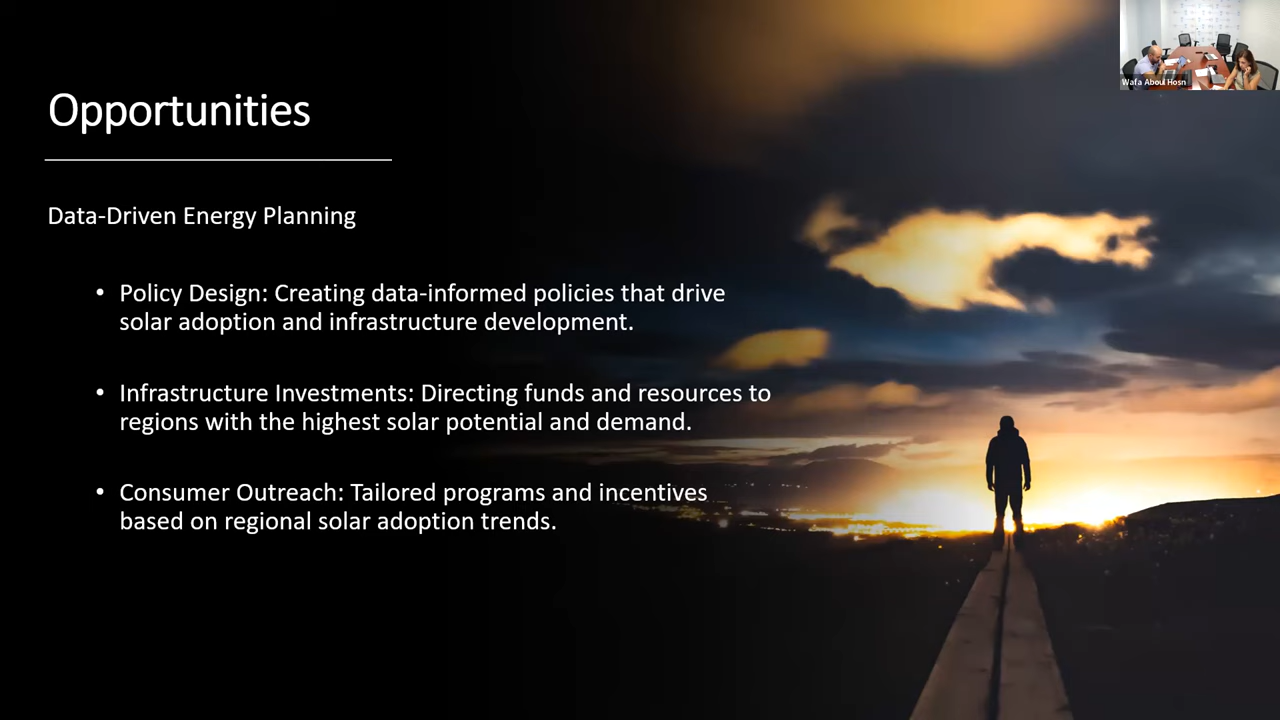 Wafa Aboul Hosn
Opportunities
Data-Driven Energy Planning
• Policy Design: Creating data-informed policies that drive
solar adoption and infrastructure development.
• Infrastructure Investments: Directing funds and resources to
regions with the highest solar potential and demand.
• Consumer Outreach: Tailored programs and incentives
based on regional solar adoption trends.